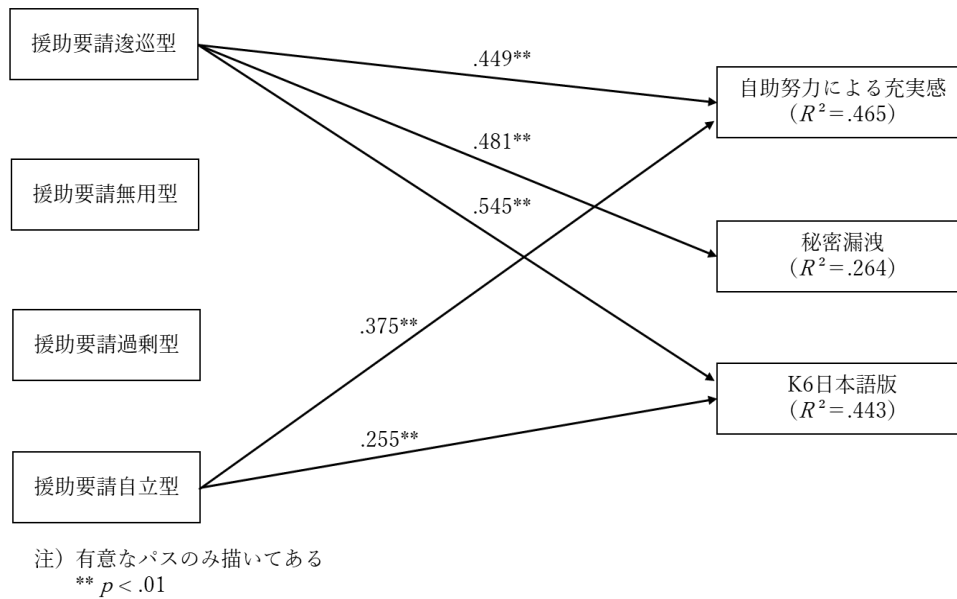 援助要請逡巡型
.449**
自助努力による充実感
（R²＝.465）
.481**
援助要請無用型
.545**
秘密漏洩
（R²＝.264）
援助要請過剰型
.375**
K6日本語版
（R²＝.443）
.255**
援助要請自立型
注）有意なパスのみ描いてある
** p < .01